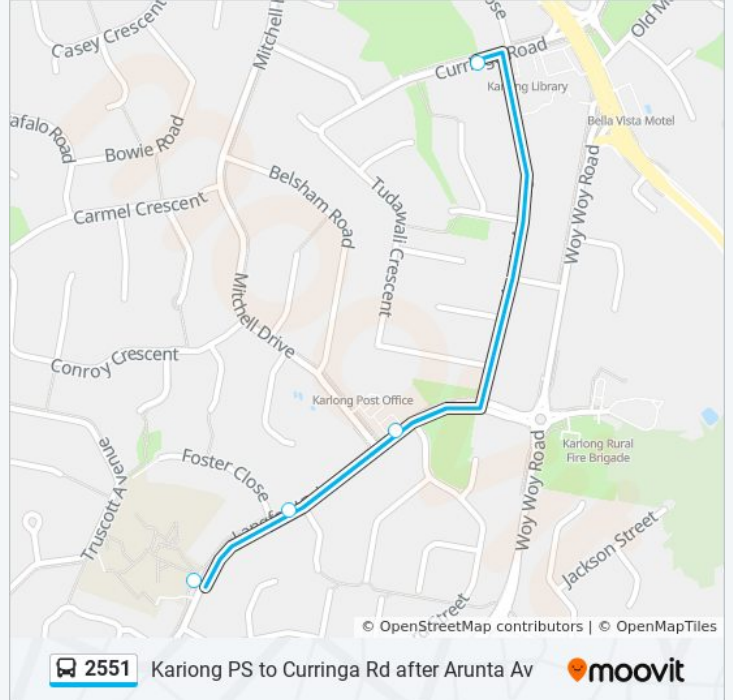 Casey Crescent
Mitchell
Old M
Curringa Road
Kariong Library
Bella Vista Motel
afalo Road
Bowie Road
Belsham Road
Tudawali Crescent
Woy Woy Road
Carmel Crescent
Mitchell Drive
Conroy Crescent
Kariong Post Office
Kariong Rural
Fire Brigade
Foster Close
Truscott Avenue
Woy Woy Road
Jackson Street
Street
© OpenStreetMap contributors | © OpenMapTiles
2551 Kariong PS to Curringa Rd after Arunta Av
moovit